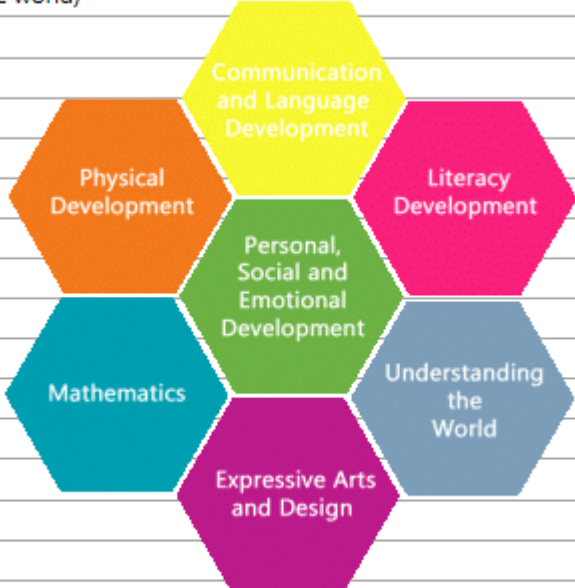 world)
Communication
and Language
Development
Physical
Development
Literacy
Development
Personal,
Social and
Emotional
Development
Mathematics
Understanding
the
World
Expressive Arts
and Design